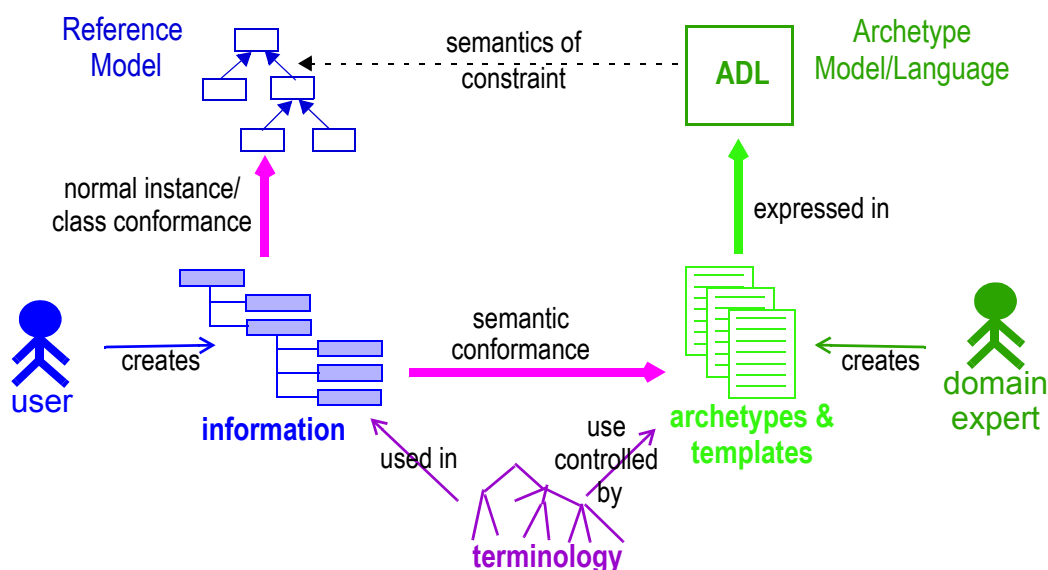 Reference
Model
semantics of
constraint
ADL
Archetype
Model/Language
normal instance/
class conformance
expressed in
user
creates
information
semantic
conformance
archetypes &
templates
creates
domain
expert
used in
use
controlled
by
terminology